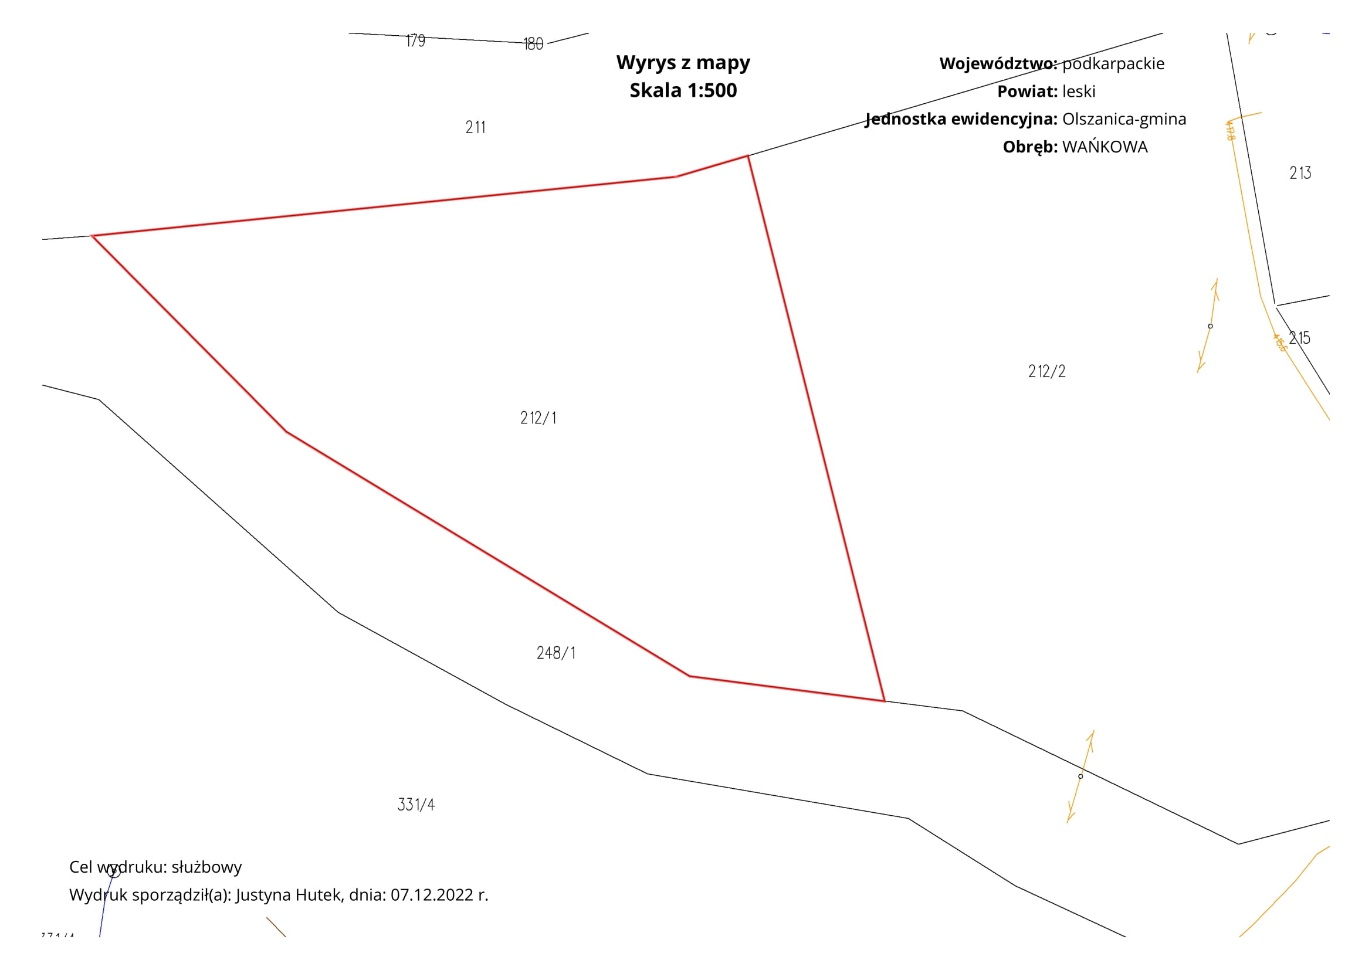 179
180
Wyrys z mapy
Skala 1:500
Województwo: podkarpackie
Powiat: leski
Jednostka ewidencyjna: Olszanica-gmina
Obręb: WAŃKOWA
211
213
215
212/2
212/1
248/1
331/4
Cel wydruku: służbowy
Wydruk sporządził(a): Justyna Hutek, dnia: 07.12.2022 r.